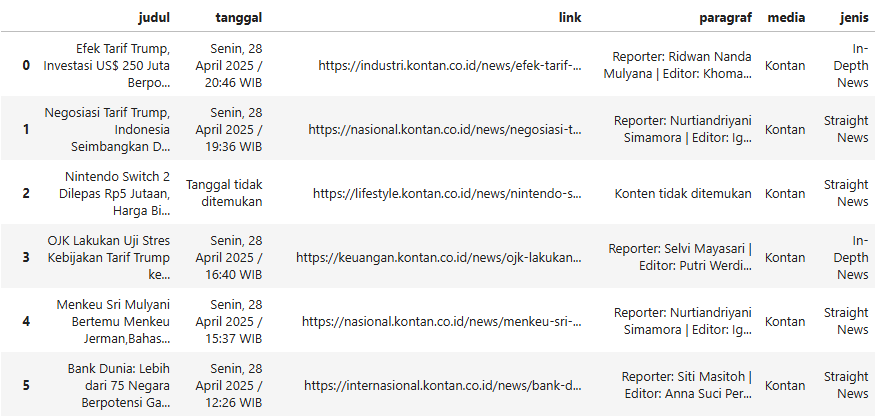 judul tanggal link paragraf media jenis
0 Efek Tarif Trump, Investasi US$ 250 Juta Berpo... Senin, 28 April 2025 / 20:46 WIB https://industri.kontan.co.id/news/efek-tarif-... Reporter: Ridwan Nanda Mulyana | Editor: Khoma... Kontan In-Depth News
1 Negosiasi Tarif Trump, Indonesia Seimbangkan D... Senin, 28 April 2025 / 19:36 WIB https://nasional.kontan.co.id/news/negosiasi-t... Reporter: Nurtiandriyani Simamora | Editor: Ig... Kontan Straight News
2 Nintendo Switch 2 Dilepas Rp5 Jutaan, Harga Bi... Tanggal tidak ditemukan https://lifestyle.kontan.co.id/news/nintendo-s... Konten tidak ditemukan Kontan Straight News
3 OJK Lakukan Uji Stres Kebijakan Tarif Trump ke... Senin, 28 April 2025 / 16:40 WIB https://keuangan.kontan.co.id/news/ojk-lakukan... Reporter: Selvi Mayasari | Editor: Putri Werdi... Kontan In-Depth News
4 Menkeu Sri Mulyani Bertemu Menkeu Jerman,Bahas... Senin, 28 April 2025 / 15:37 WIB https://nasional.kontan.co.id/news/menkeu-sri-... Reporter: Nurtiandriyani Simamora | Editor: Ig... Kontan Straight News
5 Bank Dunia: Lebih dari 75 Negara Berpotensi Ga... Senin, 28 April 2025 / 12:26 WIB https://internasional.kontan.co.id/news/bank-d... Reporter: Siti Masitoh | Editor: Anna Suci Per... Kontan Straight News